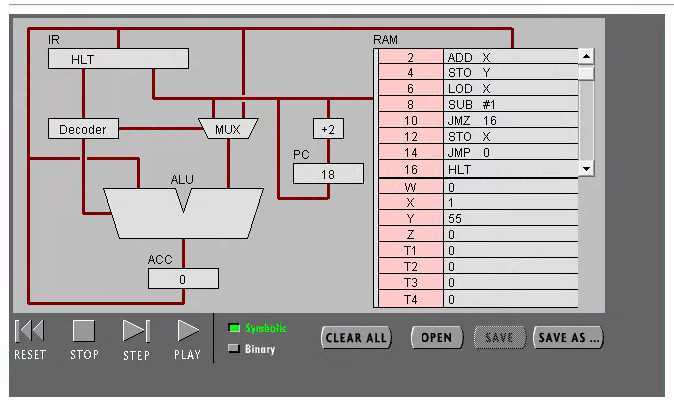 IR
HLT
RAM
2 ADD X
4 STO Y
6 LOD X
8 SUB #1
10 JMZ 16
12 STO X
14 JMP 0
16 HLT
W 0
X 1
Y 55
Z 0
T1 0
T2 0
T3 0
T4 0
Decoder
MUX
+2
PC
18
ALU
ACC
0
RESET
STOP
STEP
PLAY
Symbolic
Binary
CLEAR ALL
OPEN
SAVE
SAVE AS ...